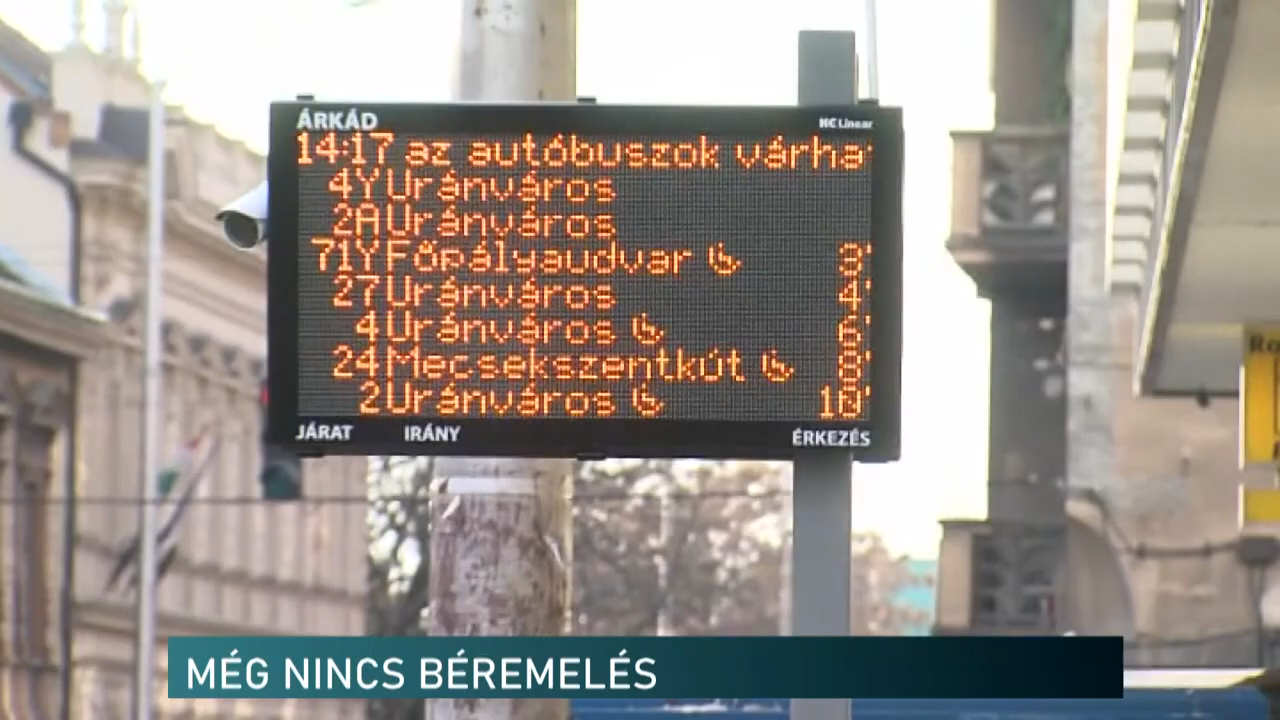 ÁRKÁD
HC Linear
14:17 az autóbuszok várha
4Y Uránváros
2A Uránváros
71Y Főpályaudvar 3'
27 Uránváros 4'
4 Uránváros 6'
24 Mecsekszentkút 8'
2 Uránváros 10'
JÁRAT IRÁNY ÉRKEZÉS
MÉG NINCS BÉREMELÉS